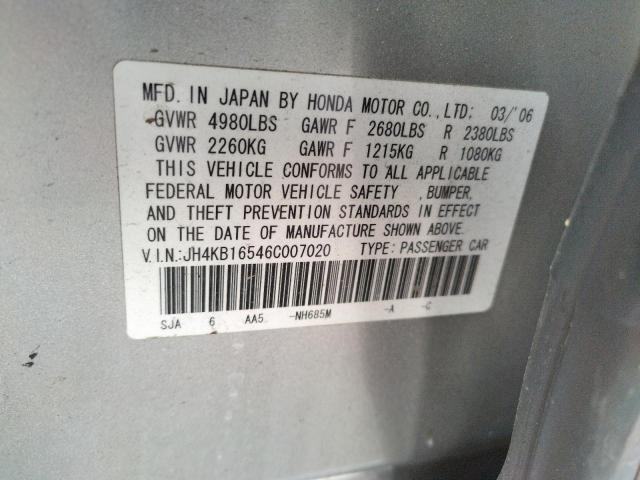 MFD. IN JAPAN BY HONDA MOTOR CO., LTD: 03/'06
GVWR 4980LBS GAWR F 2680LBS R 2380LBS
GVWR 2260KG GAWR F 1215KG R 1080KG
THIS VEHICLE CONFORMS TO ALL APPLICABLE
FEDERAL MOTOR VEHICLE SAFETY , BUMPER,
AND THEFT PREVENTION STANDARDS IN EFFECT
ON THE DATE OF MANUFACTURE SHOWN ABOVE.
V.I.N.:JH4KB16546C007020 TYPE: PASSENGER CAR
SJA 6 AA5 -NH685M -A -C